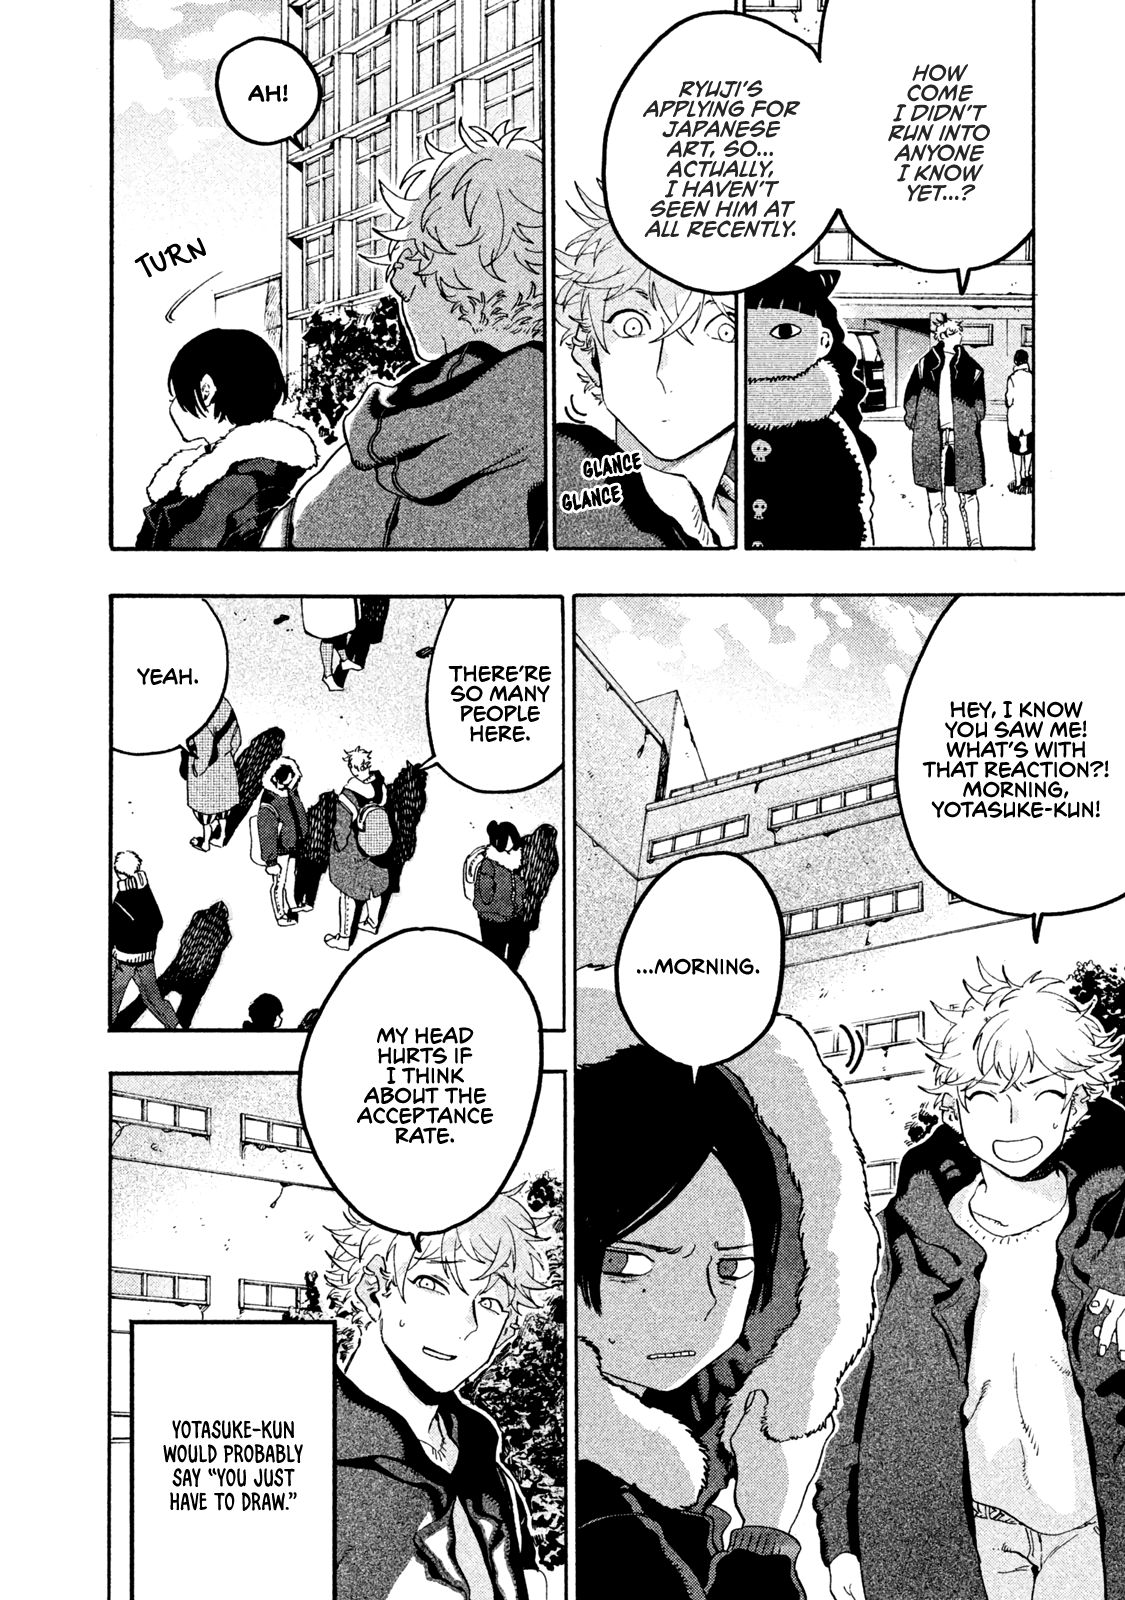 HOW
COME
I DIDN'T
RUN INTO
ANYONE
I KNOW
YET...?
RYUJI'S
APPLYING FOR
JAPANESE
ART, SO...
ACTUALLY,
I HAVEN'T
SEEN HIM AT
ALL RECENTLY.
GLANCE
GLANCE
AH!
TURN
HEY, I KNOW
YOU SAW ME!
WHAT'S WITH
THAT REACTION?!
MORNING,
YOTASUKE-KUN!
...MORNING.
THERE'RE
SO MANY
PEOPLE
HERE.
YEAH.
MY HEAD
HURTS IF
I THINK
ABOUT THE
ACCEPTANCE
RATE.
YOTASUKE-KUN
WOULD PROBABLY
SAY "YOU JUST
HAVE TO DRAW."